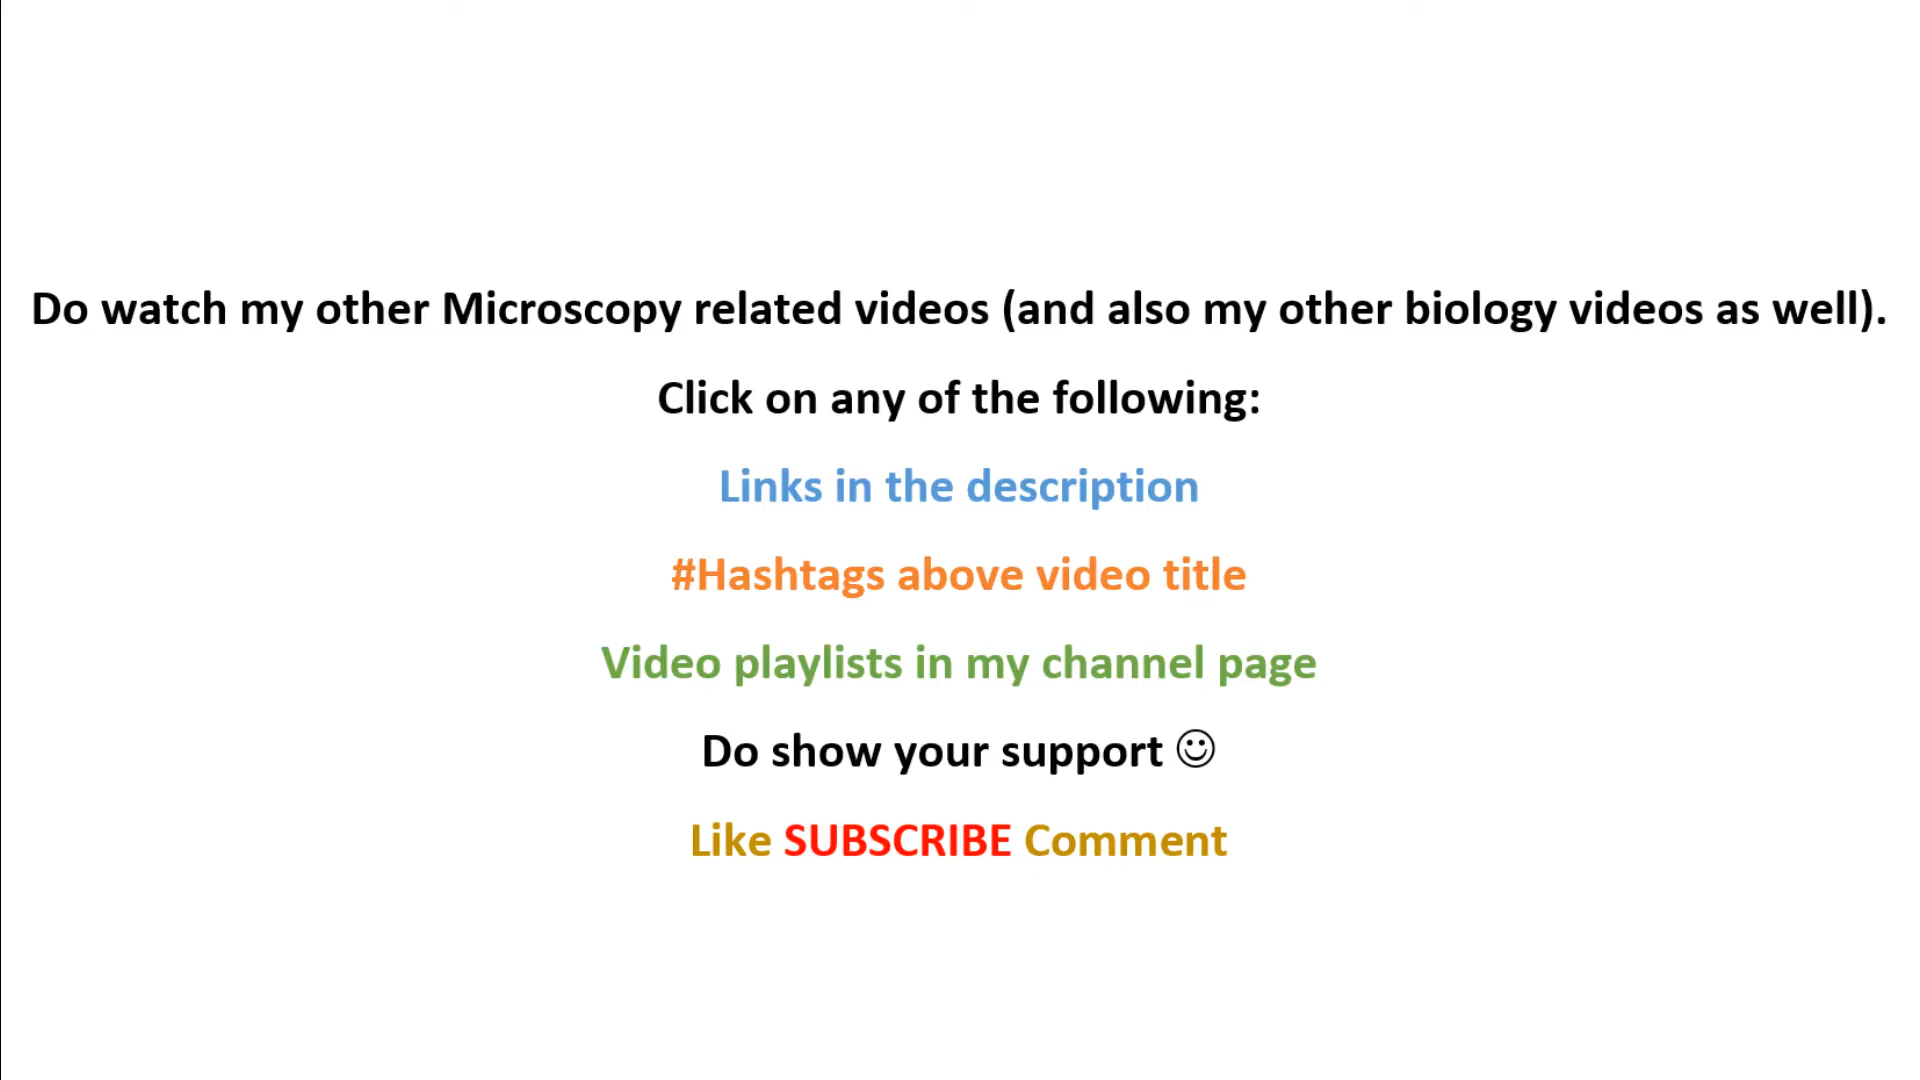 Do watch my other Microscopy related videos (and also my other biology videos as well).
Click on any of the following:
Links in the description
#Hashtags above video title
Video playlists in my channel page
Do show your support ☺
Like SUBSCRIBE Comment